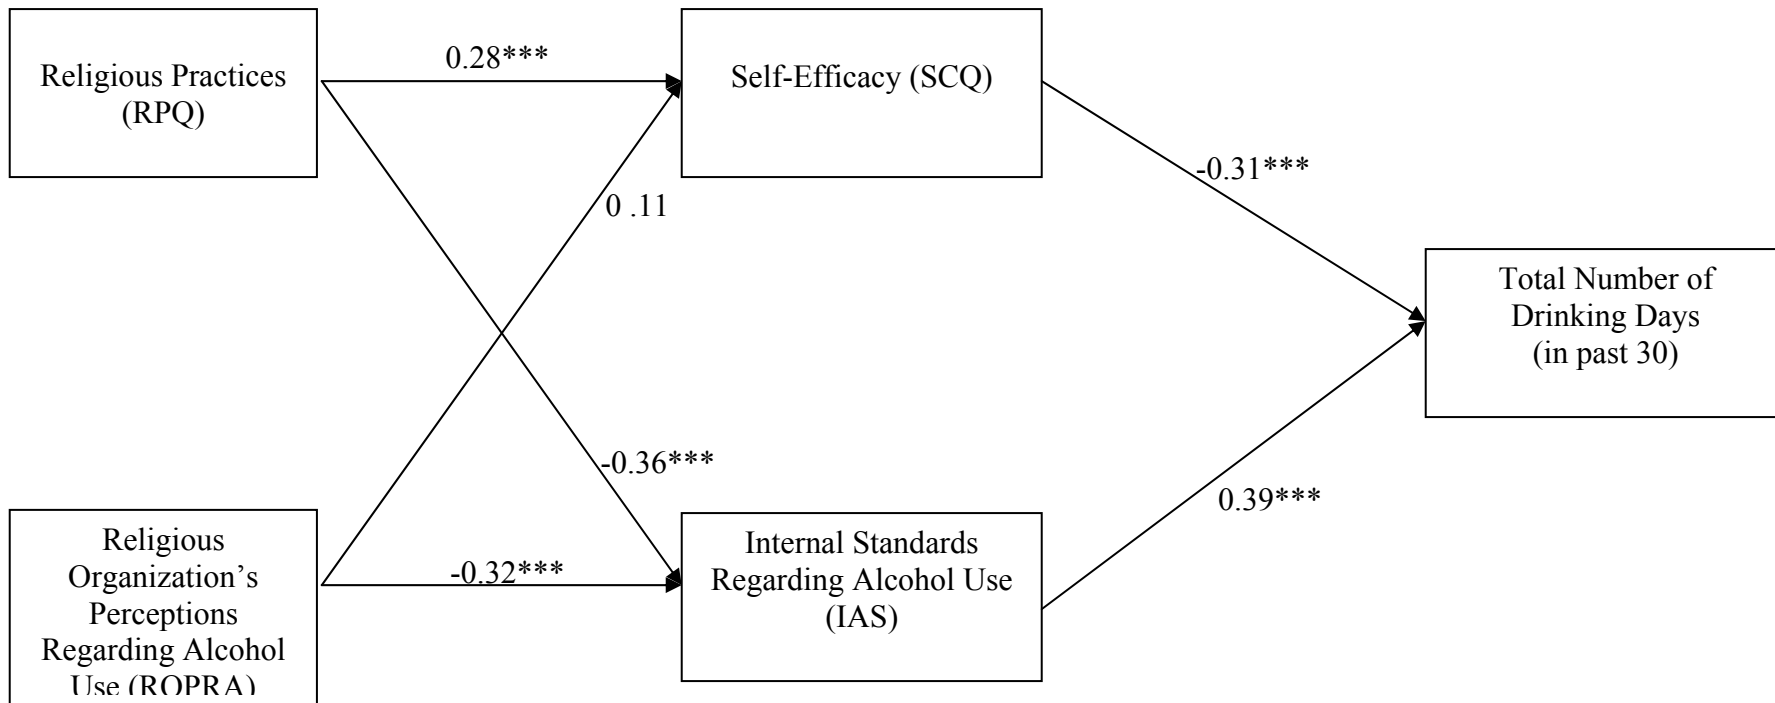 Religious Practices
(RPQ)
0.28***
Self-Efficacy (SCQ)
-0.31***
0 .11
Total Number of
Drinking Days
(in past 30)
-0.36***
0.39***
Religious
Organization’s
Perceptions
Regarding Alcohol
Use (ROPRA)
-0.32***
Internal Standards
Regarding Alcohol Use
(IAS)